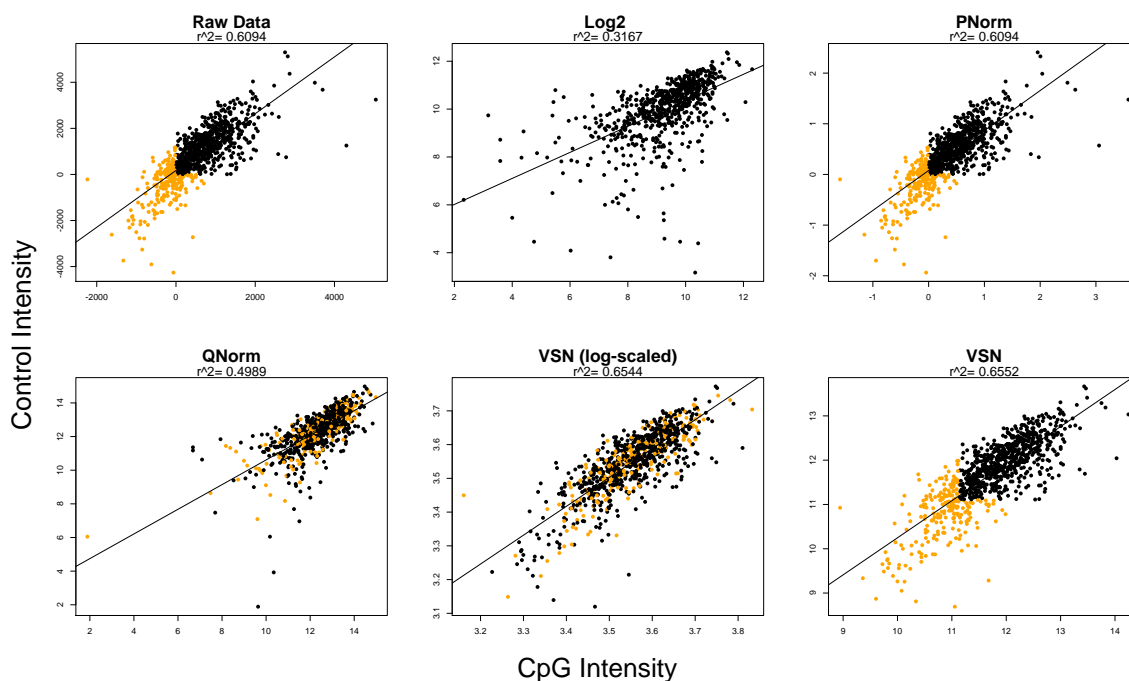 Raw Data
r^2= 0.6094
4000
2000
0
-2000
-4000
-2000 0 2000 4000
Log2
r^2= 0.3167
12
10
8
6
4
2 4 6 8 10 12
PNorm
r^2= 0.6094
2
1
0
-1
-2
-1 0 1 2 3
Control Intensity
QNorm
r^2= 0.4989
14
12
10
8
6
4
2
2 4 6 8 10 12 14
VSN (log-scaled)
r^2= 0.6544
3.7
3.6
3.5
3.4
3.3
3.2
3.1
3.2 3.3 3.4 3.5 3.6 3.7 3.8
VSN
r^2= 0.6552
13
12
11
10
9
9 10 11 12 13 14
CpG Intensity